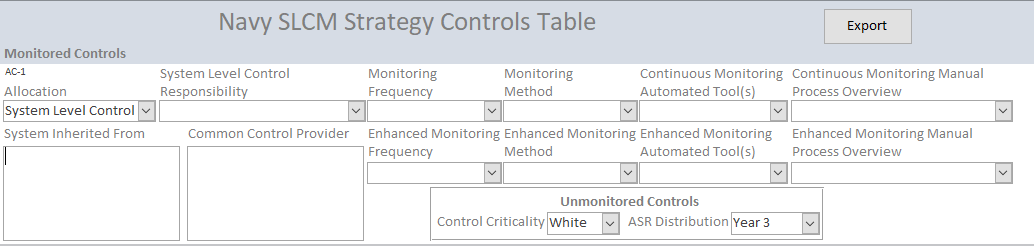 Navy SLCM Strategy Controls Table
Export
Monitored Controls
AC-1
Allocation
System Level Control
System Level Control
Responsibility
Monitoring
Frequency
Monitoring
Method
Continuous Monitoring
Automated Tool(s)
Continuous Monitoring Manual
Process Overview
System Inherited From
Common Control Provider
Enhanced Monitoring
Frequency
Enhanced Monitoring
Method
Enhanced Monitoring
Automated Tool(s)
Enhanced Monitoring Manual
Process Overview
Unmonitored Controls
Control Criticality White ASR Distribution Year 3